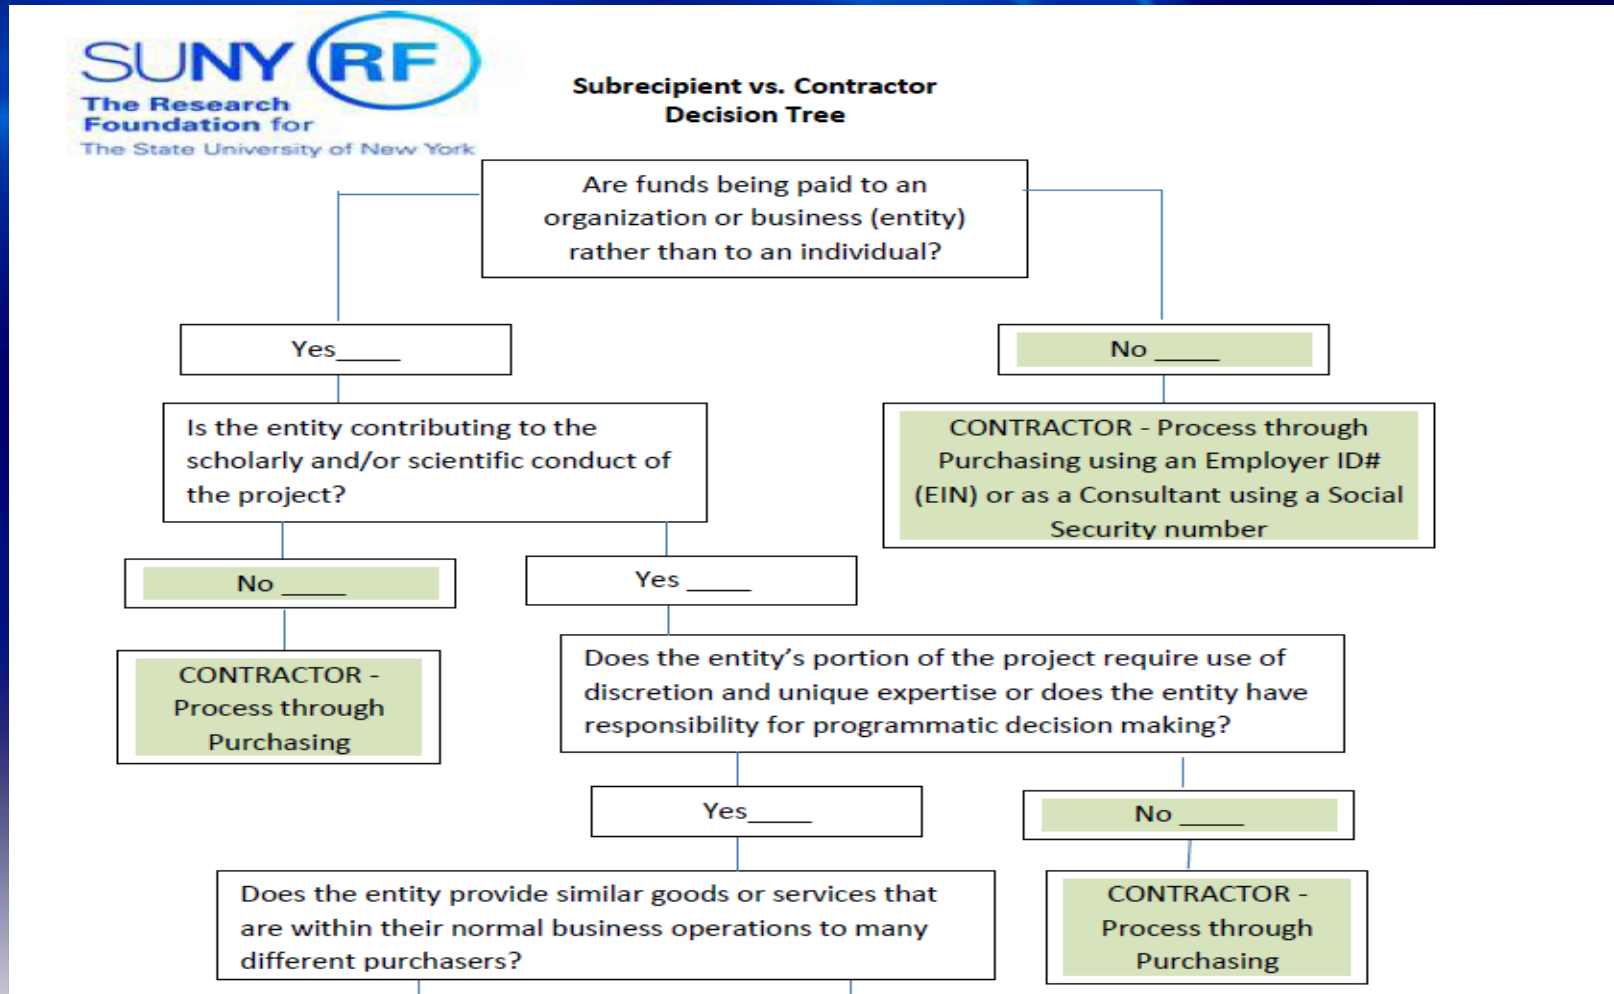 SUNY RF
The Research
Foundation for
The State University of New York
Subrecipient vs. Contractor
Decision Tree
Are funds being paid to an
organization or business (entity)
rather than to an individual?
Yes____
No ____
Is the entity contributing to the
scholarly and/or scientific conduct of
the project?
CONTRACTOR - Process through
Purchasing using an Employer ID#
(EIN) or as a Consultant using a Social
Security number
No ____
Yes ____
CONTRACTOR -
Process through
Purchasing
Does the entity’s portion of the project require use of
discretion and unique expertise or does the entity have
responsibility for programmatic decision making?
Yes____
No ____
Does the entity provide similar goods or services that
are within their normal business operations to many
different purchasers?
CONTRACTOR -
Process through
Purchasing